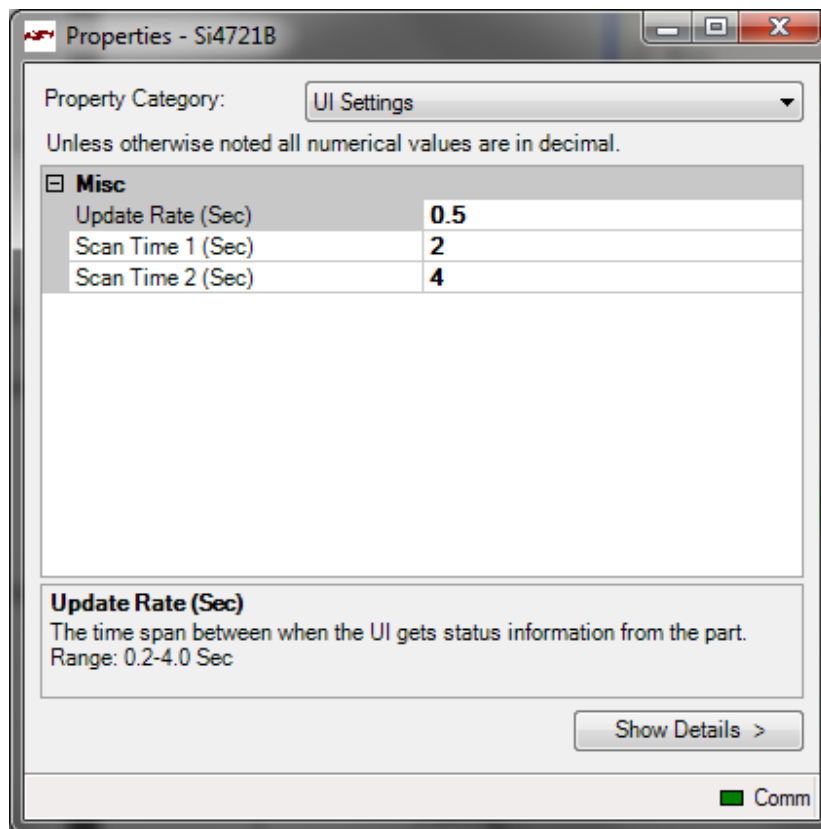 Properties - Si4721B
Property Category: UI Settings
Unless otherwise noted all numerical values are in decimal.
Misc
Update Rate (Sec) 0.5
Scan Time 1 (Sec) 2
Scan Time 2 (Sec) 4
Update Rate (Sec)
The time span between when the UI gets status information from the part.
Range: 0.2-4.0 Sec
Show Details >
Comm